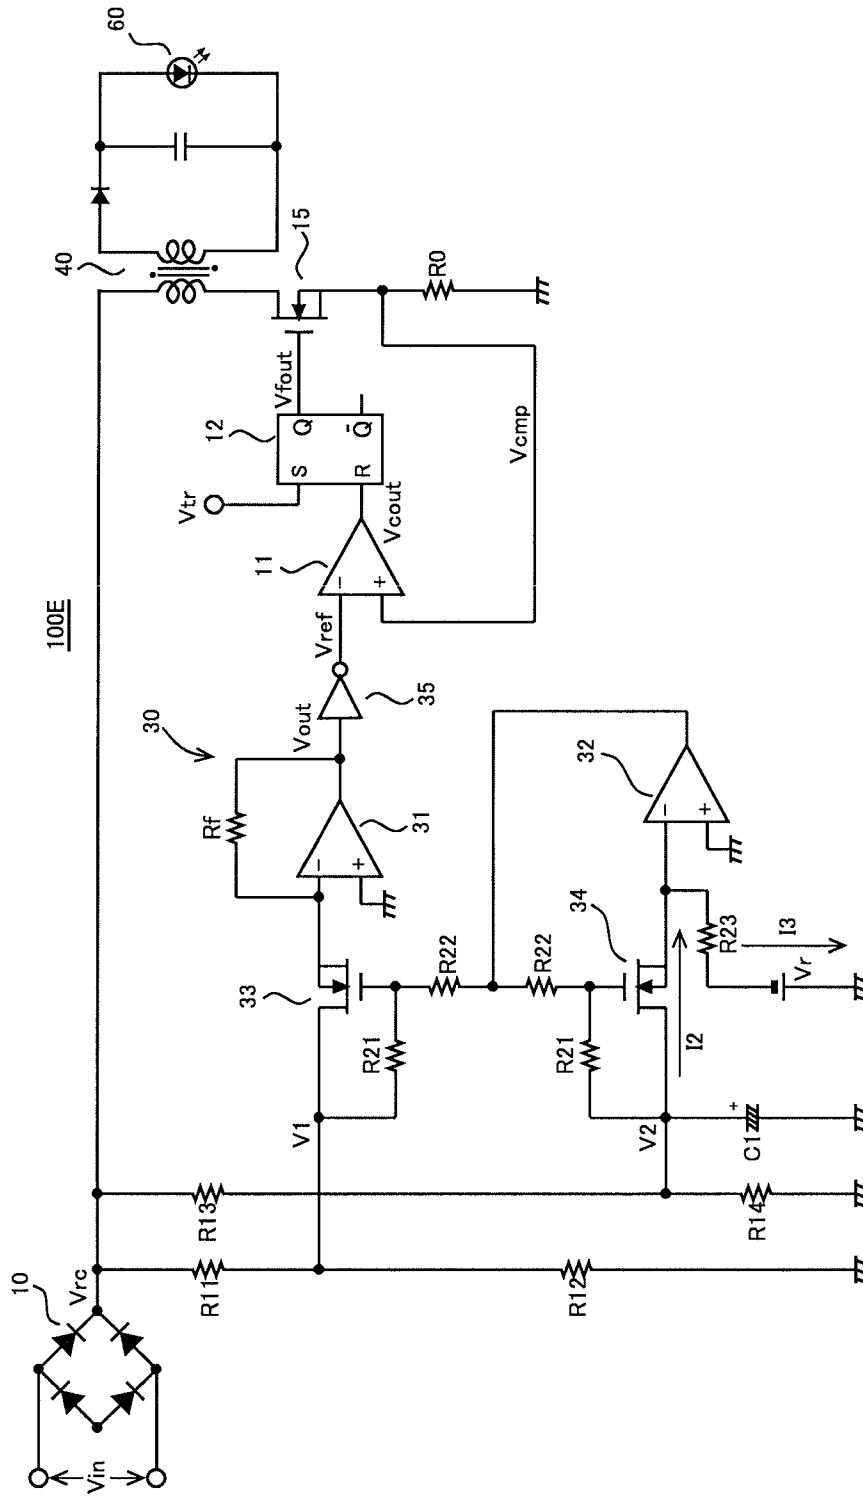 100E
Vin
10
Vrc
R11
R12
R13
R14
V1
V2
C1
+
R21
R21
R22
R22
33
34
I2
R23
I3
Vr
30
Rf
31
−
+
32
−
+
Vout
35
Vref
11
−
+
Vcout
Vcmp
Vtr
12
S
R
Q
Q̄
Vfout
15
R0
40
60